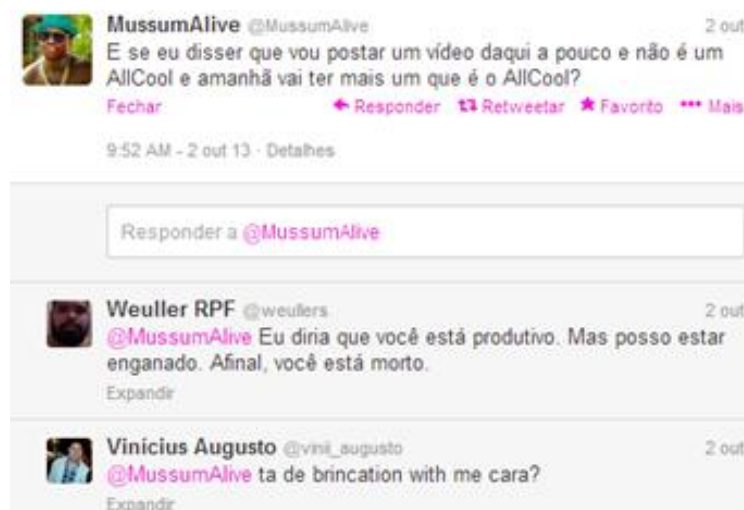 MussumAlive @MussumAlive 2 out
E se eu disser que vou postar um vídeo daqui a pouco e não é um
AllCool e amanhã vai ter mais um que é o AllCool?
Fechar Responder Retweetar Favorito Mais
9:52 AM - 2 out 13 · Detalhes
Responder a @MussumAlive
Weuller RPF @weullers 2 out
@MussumAlive Eu diria que você está produtivo. Mas posso estar
enganado. Afinal, você está morto.
Expandir
Vinícius Augusto @vinii_augusto 2 out
@MussumAlive ta de brincation with me cara?
Expandir